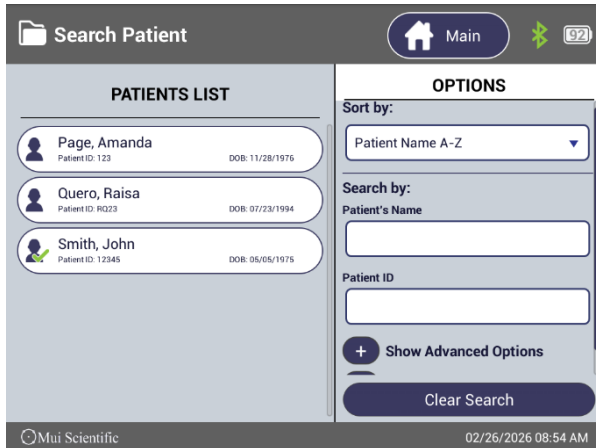 Search Patient
Main
92
PATIENTS LIST
Page, Amanda
Patient ID: 123
DOB: 11/28/1976
Quero, Raisa
Patient ID: RQ23
DOB: 07/23/1994
Smith, John
Patient ID: 12345
DOB: 05/05/1975
OPTIONS
Sort by:
Patient Name A-Z
Search by:
Patient's Name
Patient ID
+ Show Advanced Options
Clear Search
Mui Scientific
02/26/2026 08:54 AM